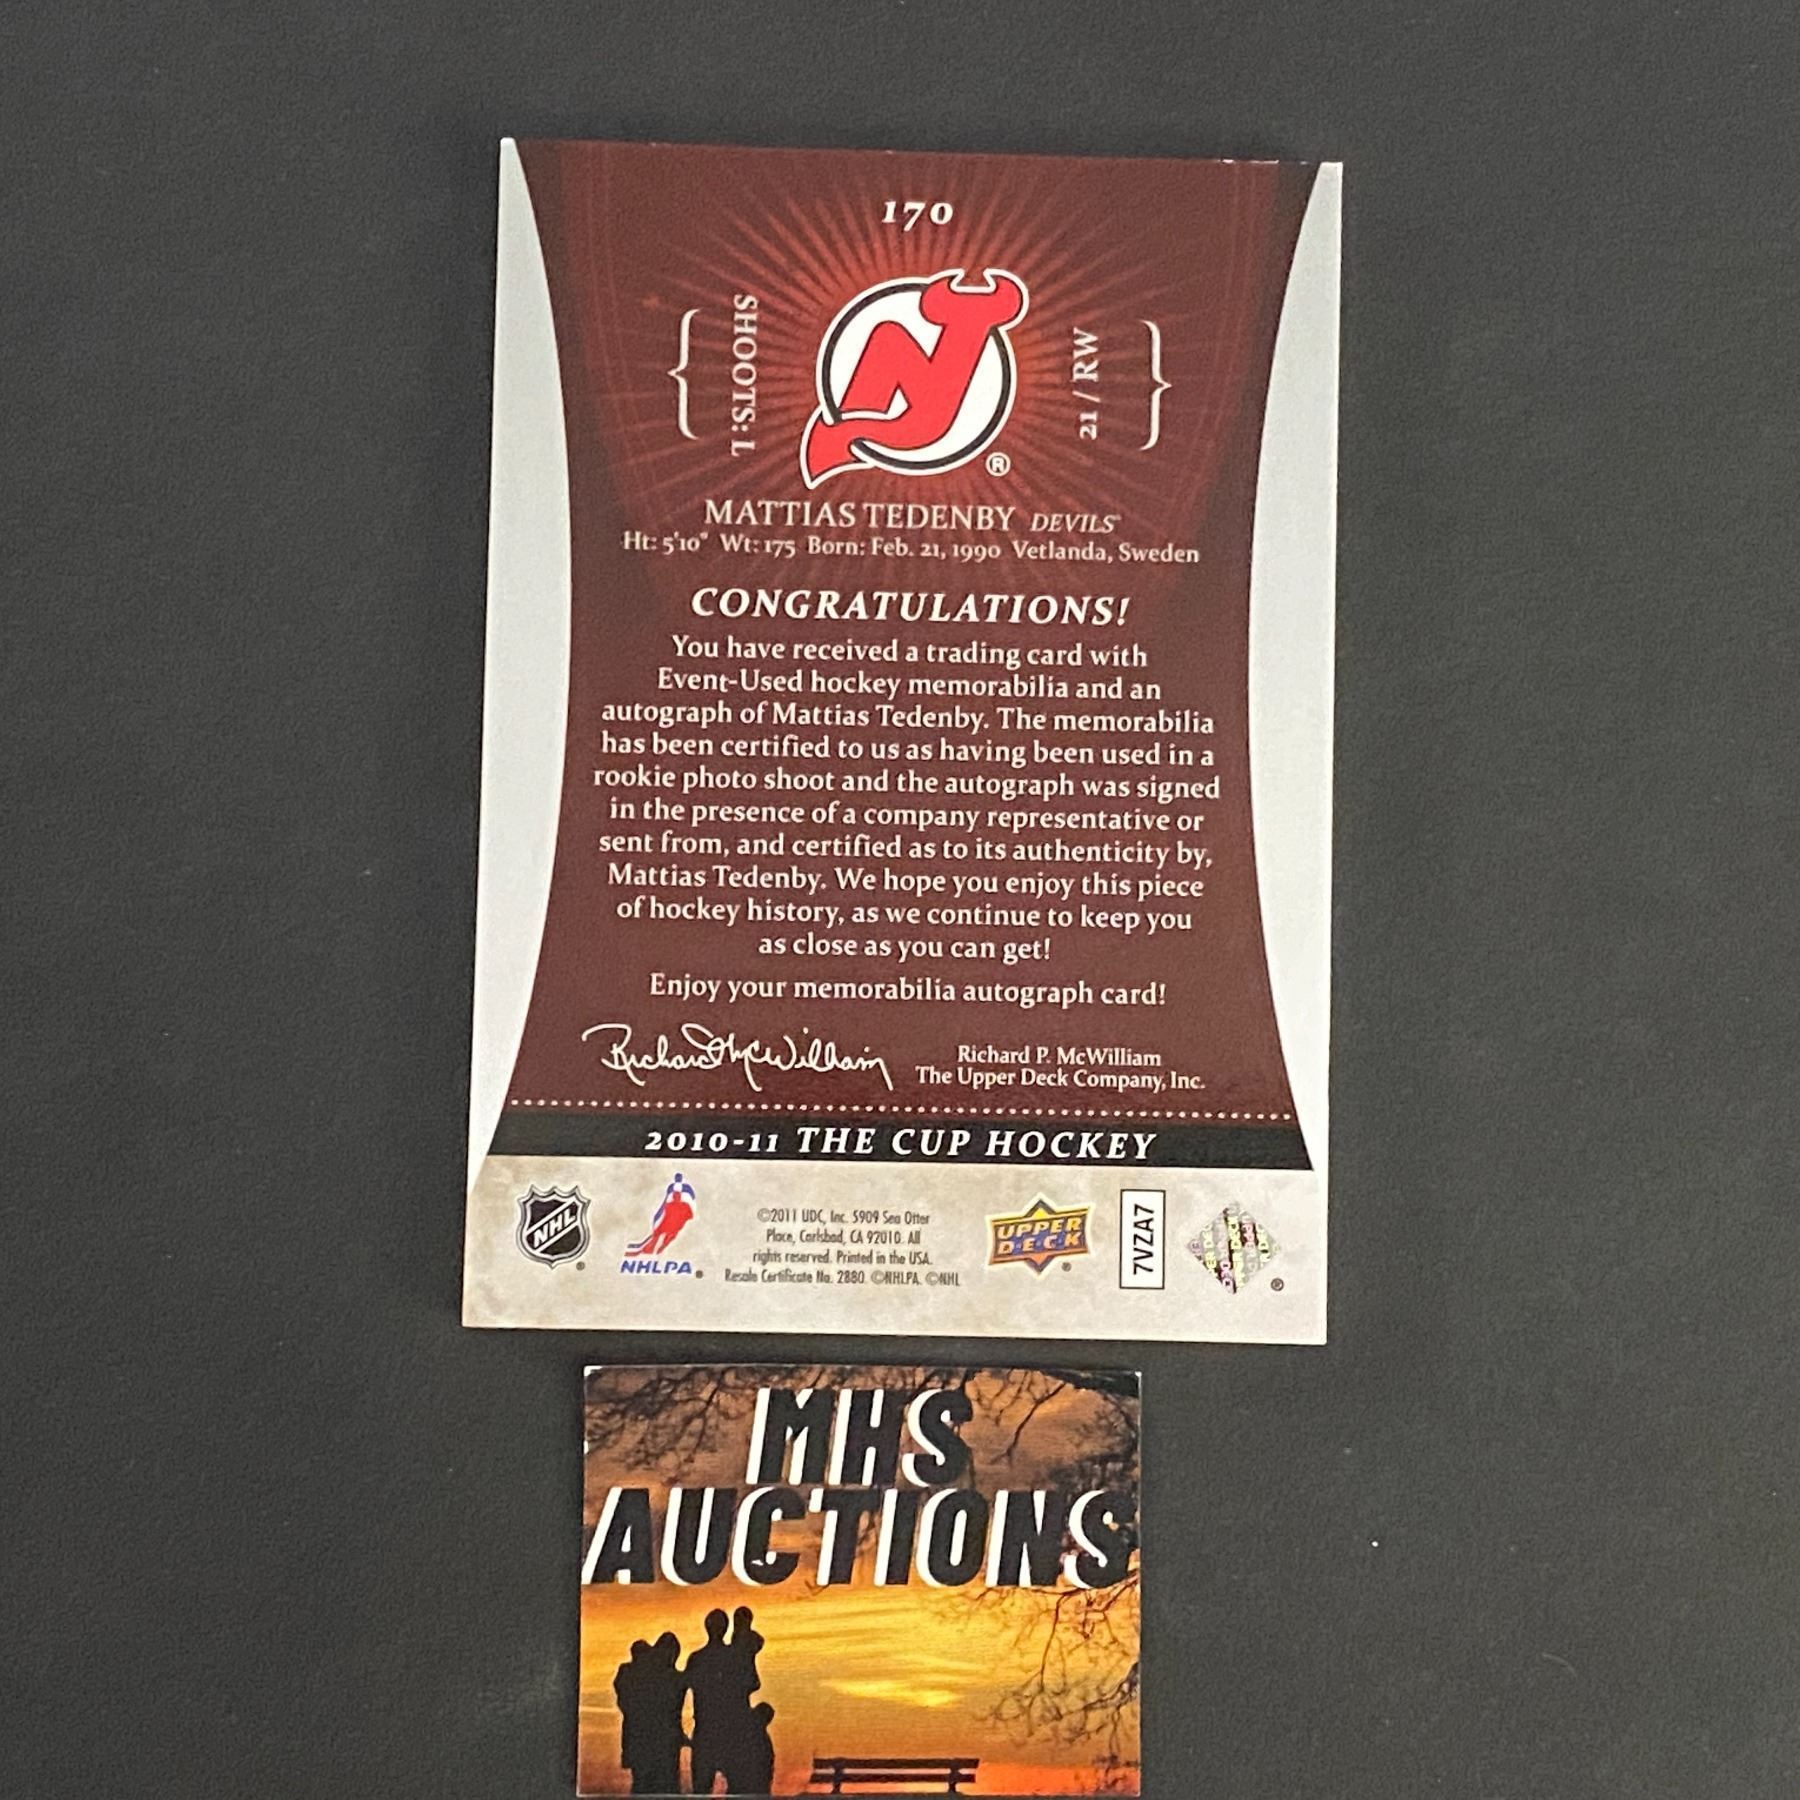 170
SHOOTS: L
21 / RW
®
MATTIAS TEDENBY DEVILS
Ht: 5'10" Wt: 175 Born: Feb. 21, 1990 Vetlanda, Sweden
CONGRATULATIONS!
You have received a trading card with
Event-Used hockey memorabilia and an
autograph of Mattias Tedenby. The memorabilia
has been certified to us as having been used in a
rookie photo shoot and the autograph was signed
in the presence of a company representative or
sent from, and certified as to its authenticity by,
Mattias Tedenby. We hope you enjoy this piece
of hockey history, as we continue to keep you
as close as you can get!
Enjoy your memorabilia autograph card!
Richard McWilliam
Richard P. McWilliam
The Upper Deck Company, Inc.
2010-11 THE CUP HOCKEY
NHL
NHLPA
©2011 UDC, Inc. 5909 Sea Otter
Place, Carlsbad, CA 92010. All
rights reserved. Printed in the USA.
Resale Certificate No. 2880. ©NHLPA. ©NHL
UPPER
DECK
7VZA7
MHS
AUCTIONS